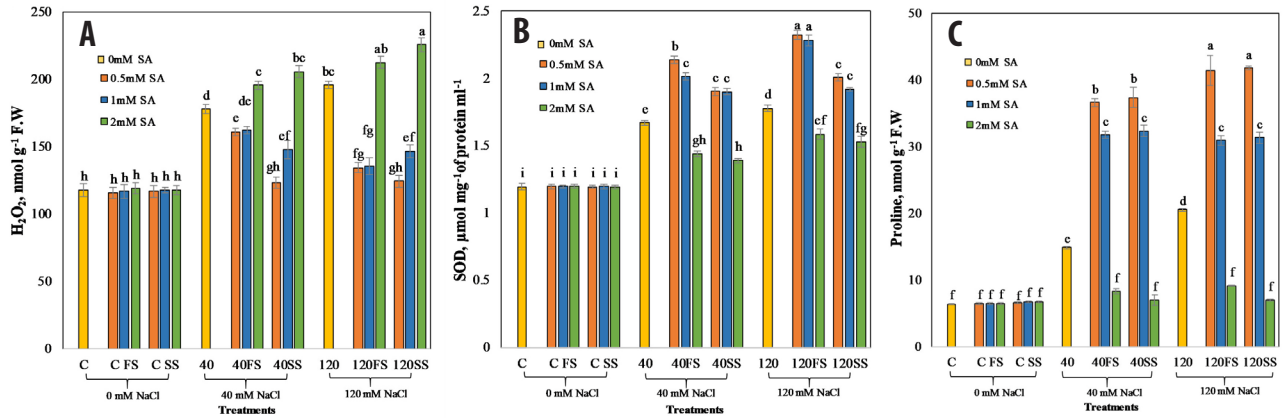 A
H₂O₂, nmol g⁻¹ F.W
250
200
150
100
50
0
0mM SA
0.5mM SA
1mM SA
2mM SA
h h h h h h h
d c dc c gh ef bc
bc fg fg ab gh ef a
C C FS C SS 40 40FS 40SS 120 120FS 120SS
0 mM NaCl 40 mM NaCl 120 mM NaCl
Treatments
B
SOD, µmol mg⁻¹ of protein ml⁻¹
2.5
2
1.5
1
0.5
0
0mM SA
0.5mM SA
1mM SA
2mM SA
i i i i i i i
b c gh c c h
d a a c fg
C C FS C SS 40 40FS 40SS 120 120FS 120SS
0 mM NaCl 40 mM NaCl 120 mM NaCl
Treatments
C
Proline, nmol g⁻¹ F.W
50
40
30
20
10
0
0mM SA
0.5mM SA
1mM SA
2mM SA
f f f f f f f
b c f b c f
d a c f a c f
C C FS C SS 40 40FS 40SS 120 120FS 120SS
0 mM NaCl 40 mM NaCl 120 mM NaCl
Treatments